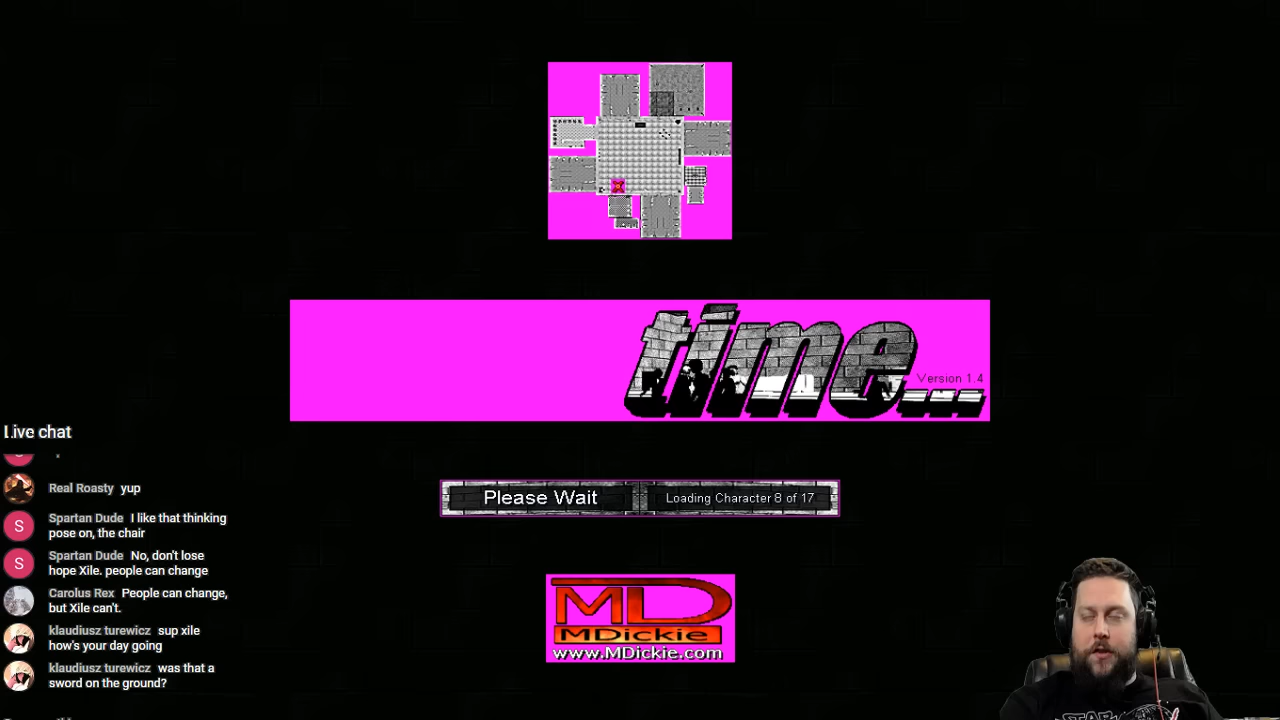 time...
Version 1.4
Live chat
Real Roasty yup
Spartan Dude I like that thinking
pose on, the chair
Spartan Dude No, don't lose
hope Xile. people can change
Carolus Rex People can change,
but Xile can't.
klaudiusz turewicz sup xile
how's your day going
klaudiusz turewicz was that a
sword on the ground?
S
S
Please Wait
Loading Character 8 of 17
MD
MDickie
www.MDickie.com
STAR